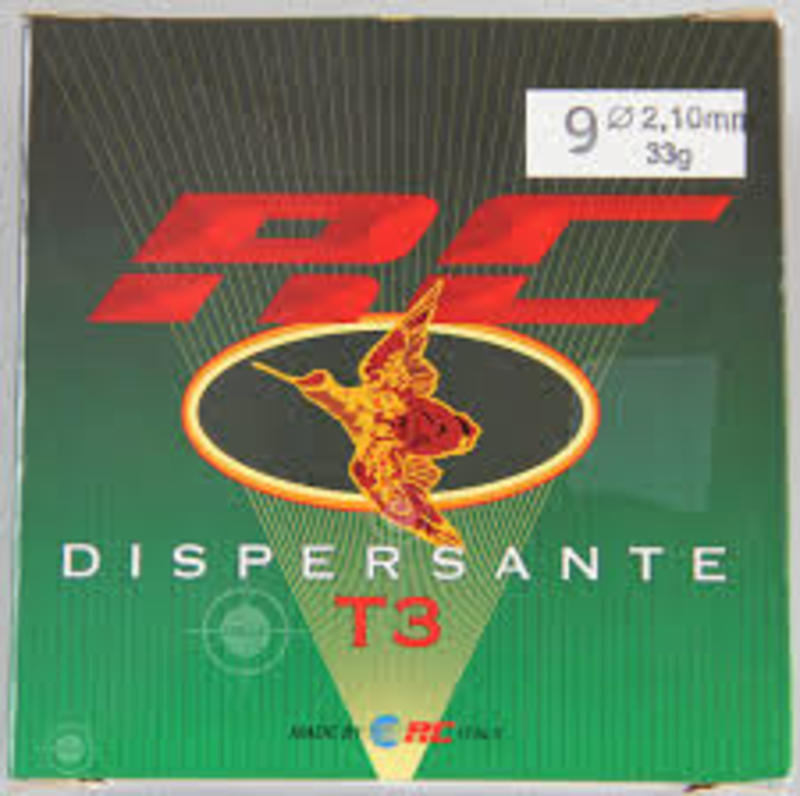 9 Ø 2,10mm
33g
RC
DISPERSANTE
T3
MADE BY RC ITALY